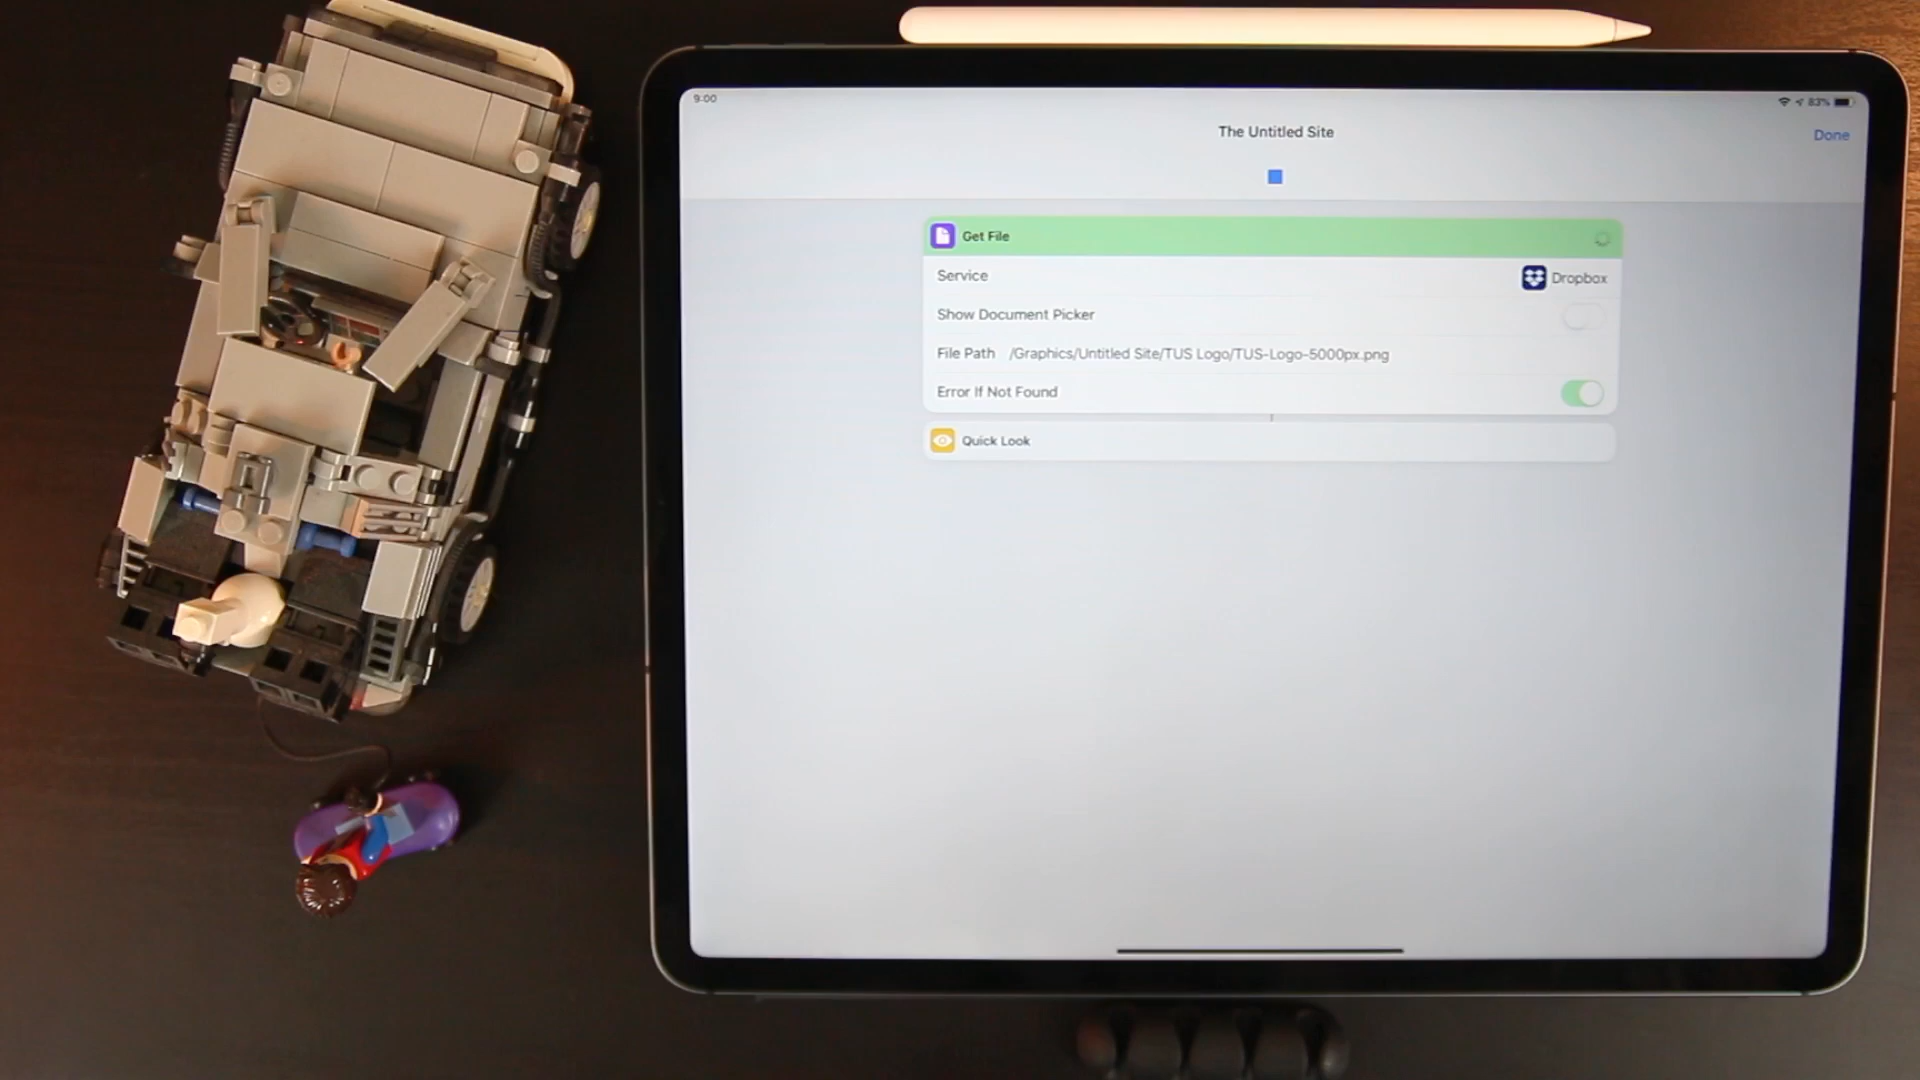 9:00
83%
The Untitled Site
Done
Get File
Service
Dropbox
Show Document Picker
File Path /Graphics/Untitled Site/TUS Logo/TUS-Logo-5000px.png
Error If Not Found
Quick Look